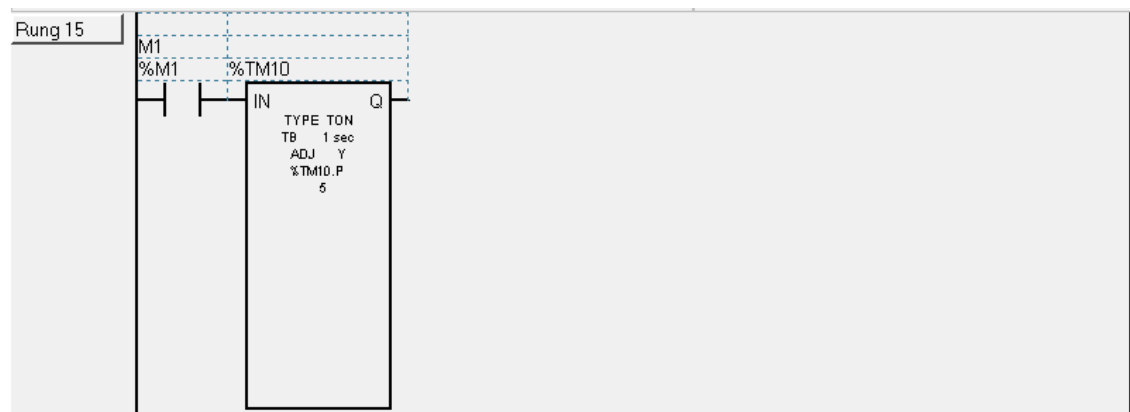 Rung 15
M1
%M1 %TM10
IN Q
TYPE TON
TB 1 sec
ADJ Y
%TM10.P
5